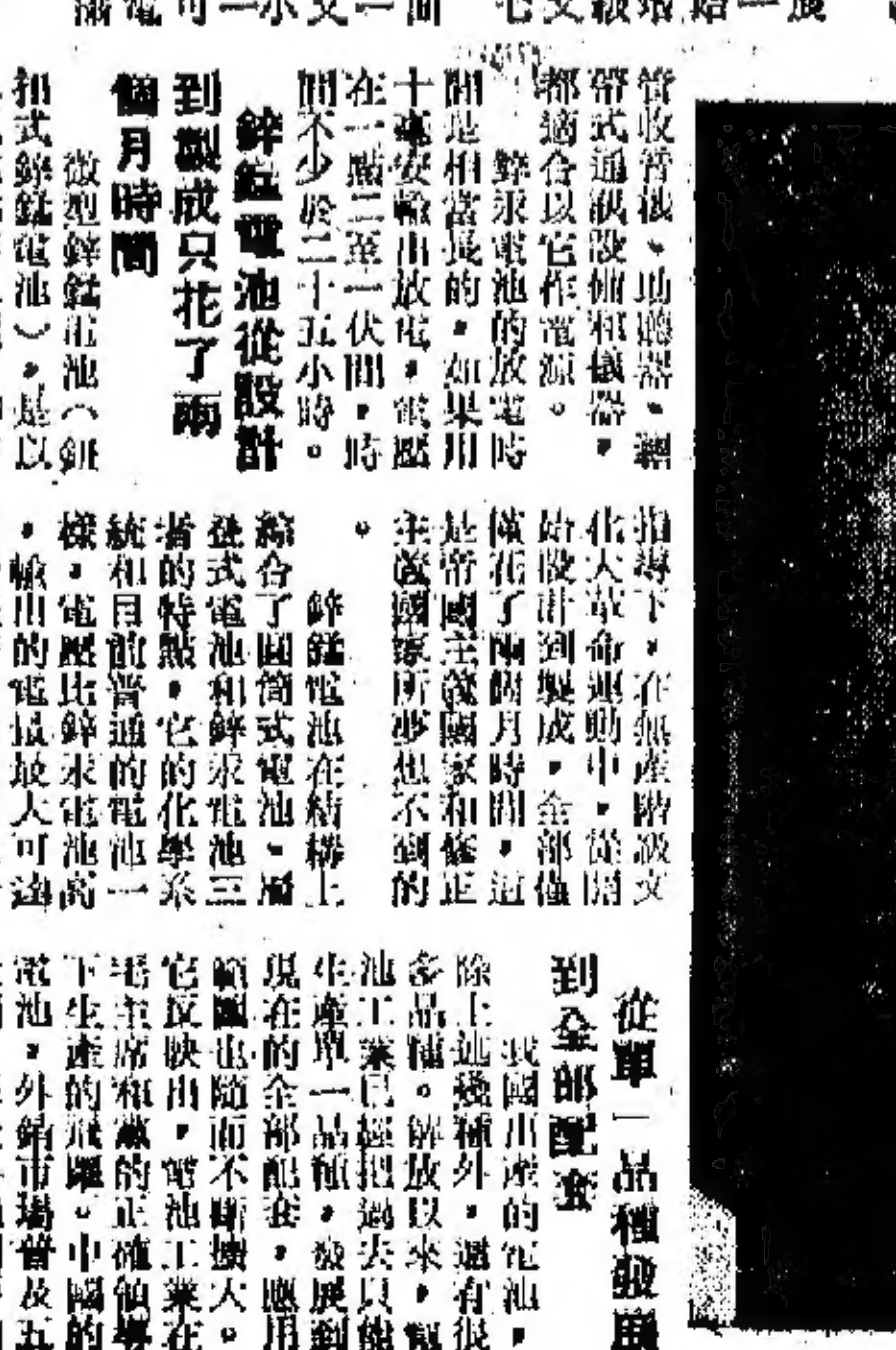 管收音機、助聽器、攝
帶式通訊設備和儀器，
都適合以它作電源。
鋅汞電池的放電時
間是相當長的，如果用
十毫安輸出放電，電壓
在一點二至一伏間，時
間不少於二十五小時。
鋅錳電池從設計
到製成只花了兩
個月時間
微型鋅錳電池（鈕
扣式鋅錳電池），是以
指導下，在無產階級文
化大革命運動中，從開
始設計到製成，全部僅
僅花了兩個月時間，這
是帝國主義國家和修正
主義國家所夢想不到的
。
鋅錳電池在結構上
綜合了圓筒式電池、層
疊式電池和鋅汞電池三
者的特點，它的化學系
統和目前普通的電池一
樣，電壓比鋅汞電池高
，輸出的電量最大可達
從單一品種發展
到全部配套
我國出產的電池，
除上述幾種外，還有很
多品種。解放以來，電
池工業已經把過去只能
生產單一品種，發展到
現在的全部配套，應用
範圍也隨而不斷擴大。
它反映出，電池工業在
毛主席和黨的正確領導
下生產的飛躍。中國的
電池，外銷市場普及五